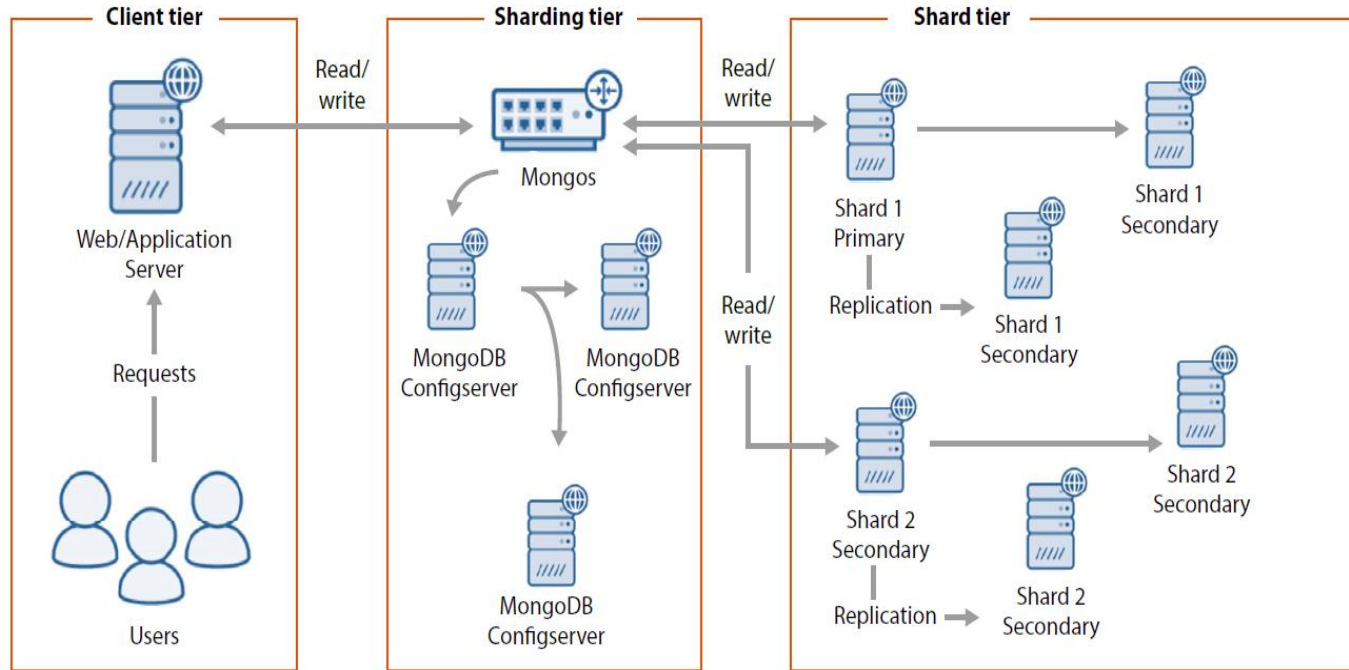 Client tier
Sharding tier
Shard tier
Read/
write
Read/
write
Mongos
Web/Application
Server
Shard 1
Primary
Shard 1
Secondary
Replication
Shard 1
Secondary
Requests
MongoDB
Configserver
MongoDB
Configserver
Read/
write
Users
MongoDB
Configserver
Shard 2
Secondary
Shard 2
Secondary
Replication
Shard 2
Secondary